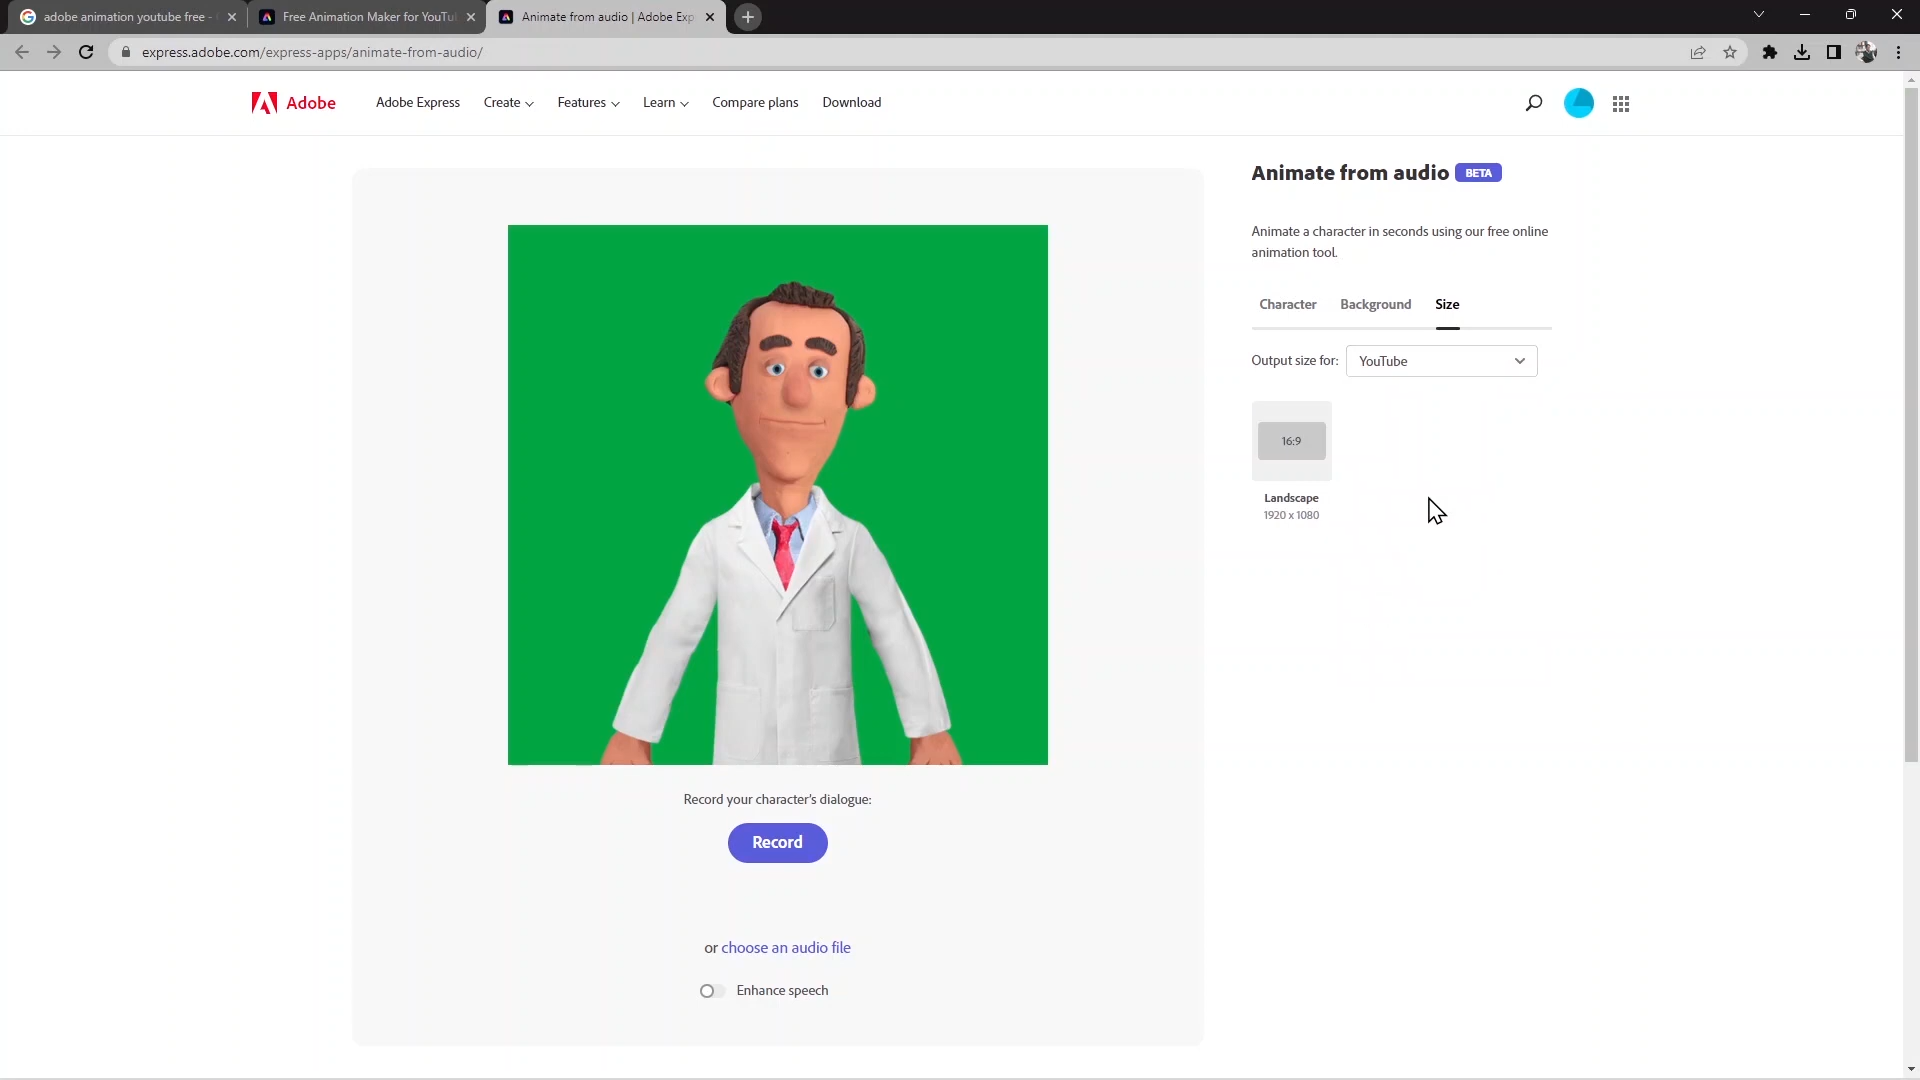 adobe animation youtube free -
Free Animation Maker for YouTu
Animate from audio | Adobe Exp
express.adobe.com/express-apps/animate-from-audio/
Adobe
Adobe Express
Create
Features
Learn
Compare plans
Download
Animate from audio BETA
Animate a character in seconds using our free online
animation tool.
Character
Background
Size
Output size for: YouTube
16:9
Landscape
1920 x 1080
Record your character's dialogue:
Record
or choose an audio file
Enhance speech